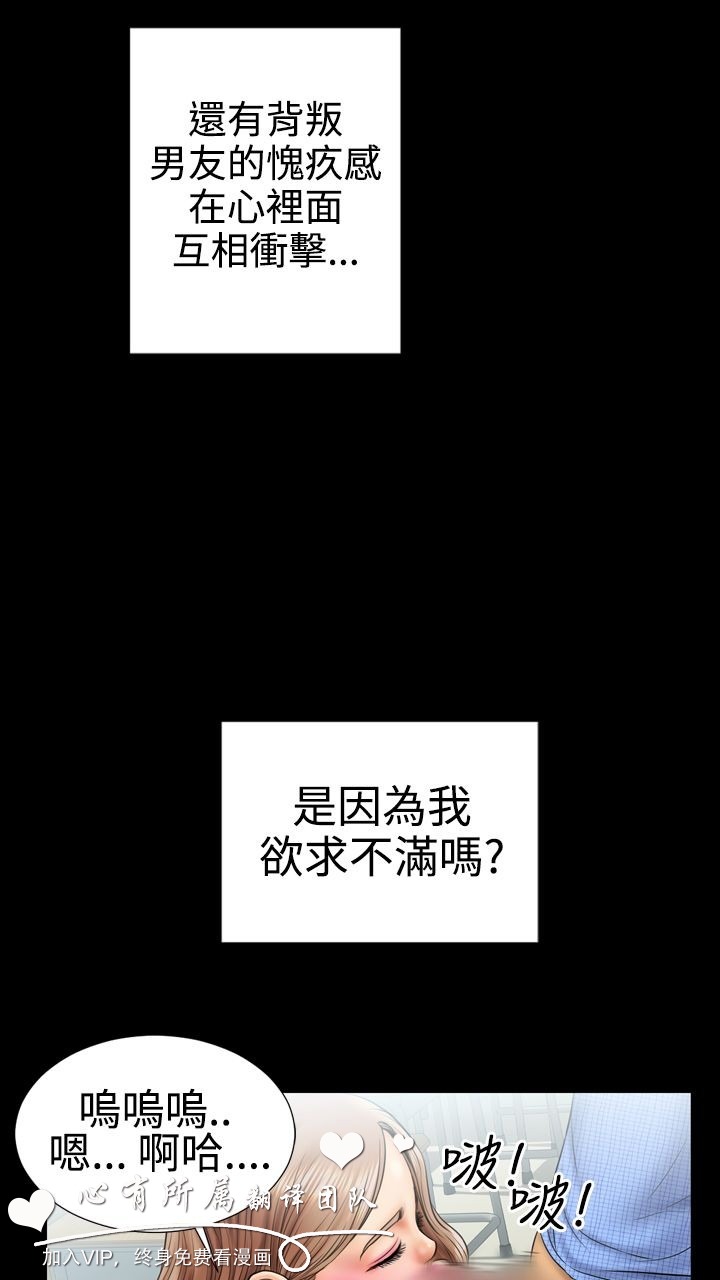 還有背叛
男友的愧疚感
在心裡面
互相衝擊...
是因為我
欲求不滿嗎?
嗚嗚嗚..
嗯... 啊哈....
啵!
啵!
心有所属翻译团队
加入VIP，终身免费看漫画